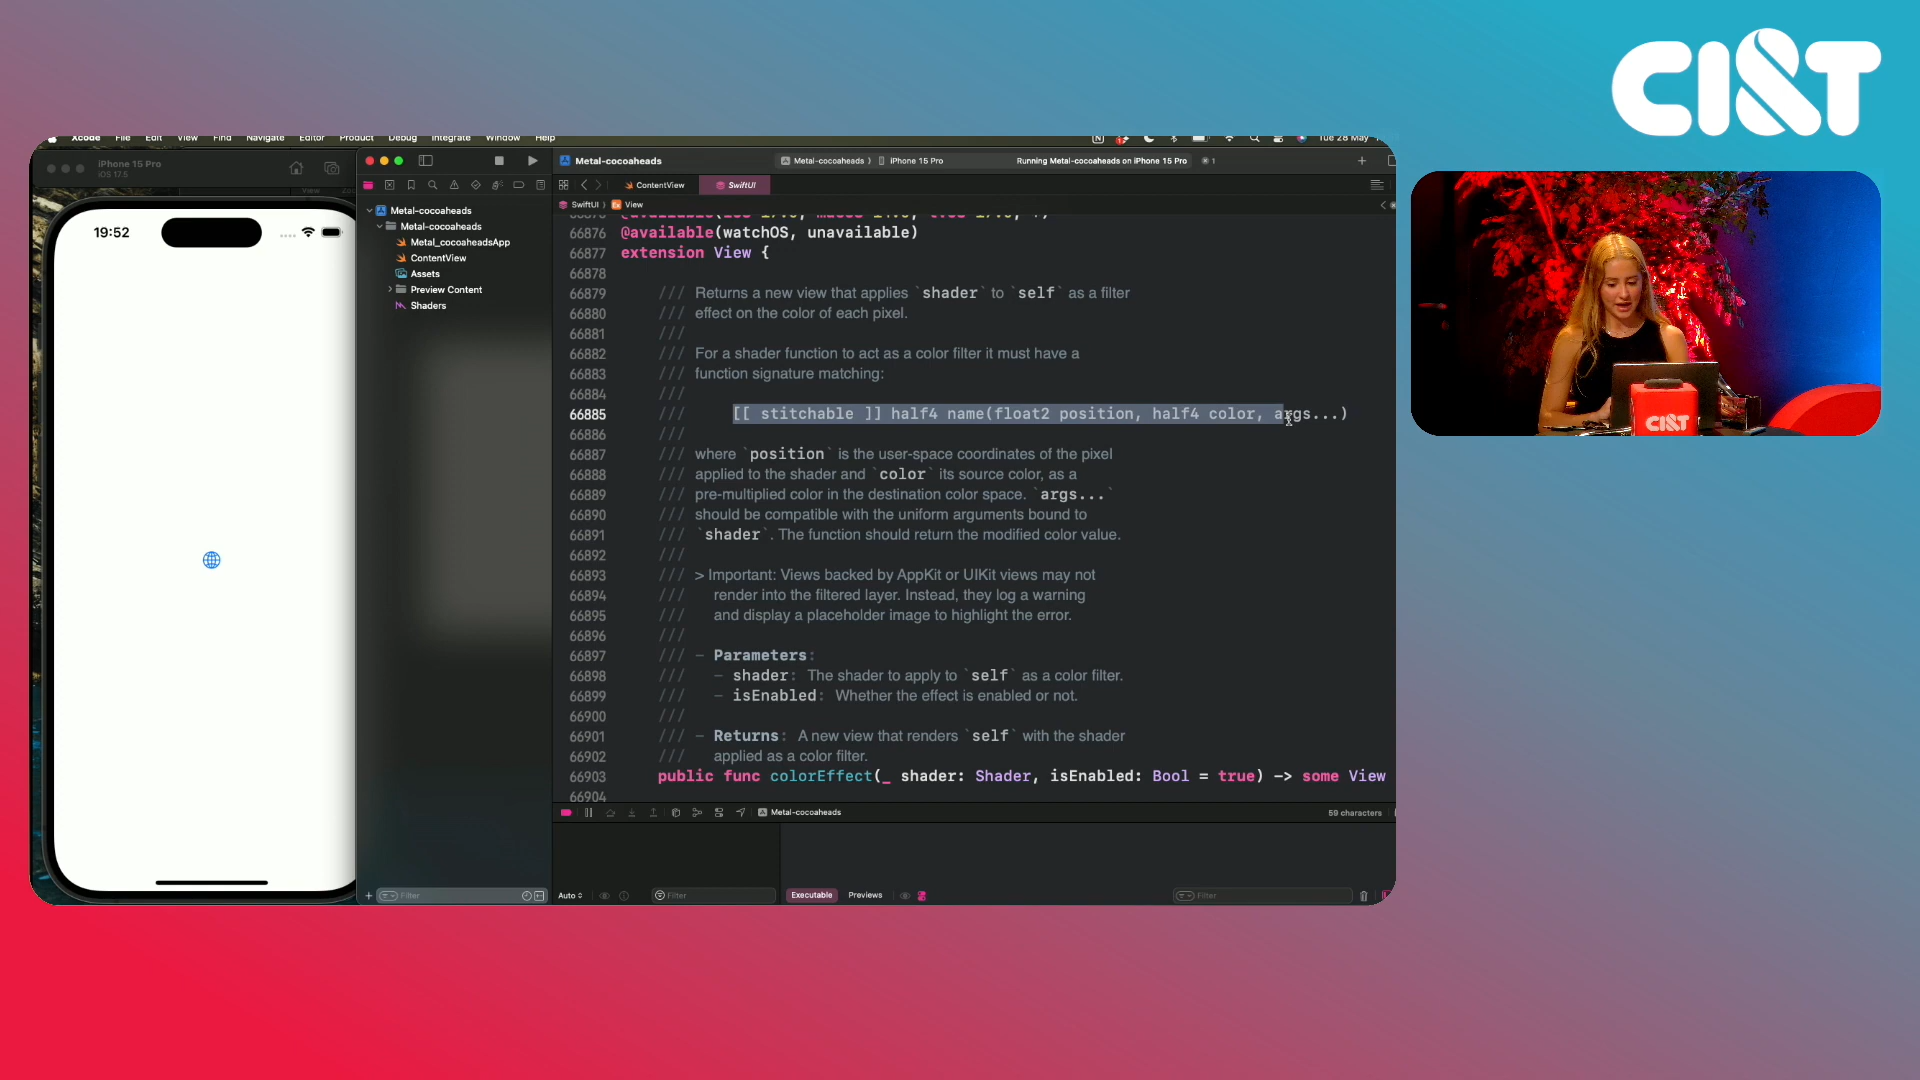 CI&T
Xcode File Edit View Find Navigate Editor Product Debug Integrate Window Help
Tue 28 May
iPhone 15 Pro
iOS 17.5
19:52
Metal-cocoaheads
Metal-cocoaheads
Metal_cocoaheadsApp
ContentView
Assets
Preview Content
Shaders
Filter
Metal-cocoaheads
Metal-cocoaheads
iPhone 15 Pro
Running Metal-cocoaheads on iPhone 15 Pro
1
ContentView
SwiftUI
SwiftUI
View
66876 @available(watchOS, unavailable)
66877 extension View {
66878
66879 /// Returns a new view that applies `shader` to `self` as a filter
66880 /// effect on the color of each pixel.
66881 ///
66882 /// For a shader function to act as a color filter it must have a
66883 /// function signature matching:
66884 ///
66885 /// [[ stitchable ]] half4 name(float2 position, half4 color, args...)
66886 ///
66887 /// where `position` is the user-space coordinates of the pixel
66888 /// applied to the shader and `color` its source color, as a
66889 /// pre-multiplied color in the destination color space. `args...`
66890 /// should be compatible with the uniform arguments bound to
66891 /// `shader`. The function should return the modified color value.
66892 ///
66893 /// > Important: Views backed by AppKit or UIKit views may not
66894 /// render into the filtered layer. Instead, they log a warning
66895 /// and display a placeholder image to highlight the error.
66896 ///
66897 /// - Parameters:
66898 /// - shader: The shader to apply to `self` as a color filter.
66899 /// - isEnabled: Whether the effect is enabled or not.
66900 ///
66901 /// - Returns: A new view that renders `self` with the shader
66902 /// applied as a color filter.
66903 public func colorEffect(_ shader: Shader, isEnabled: Bool = true) -> some View
66904
Metal-cocoaheads
59 characters
Auto
Filter
Executable
Previews
Filter
CI&T